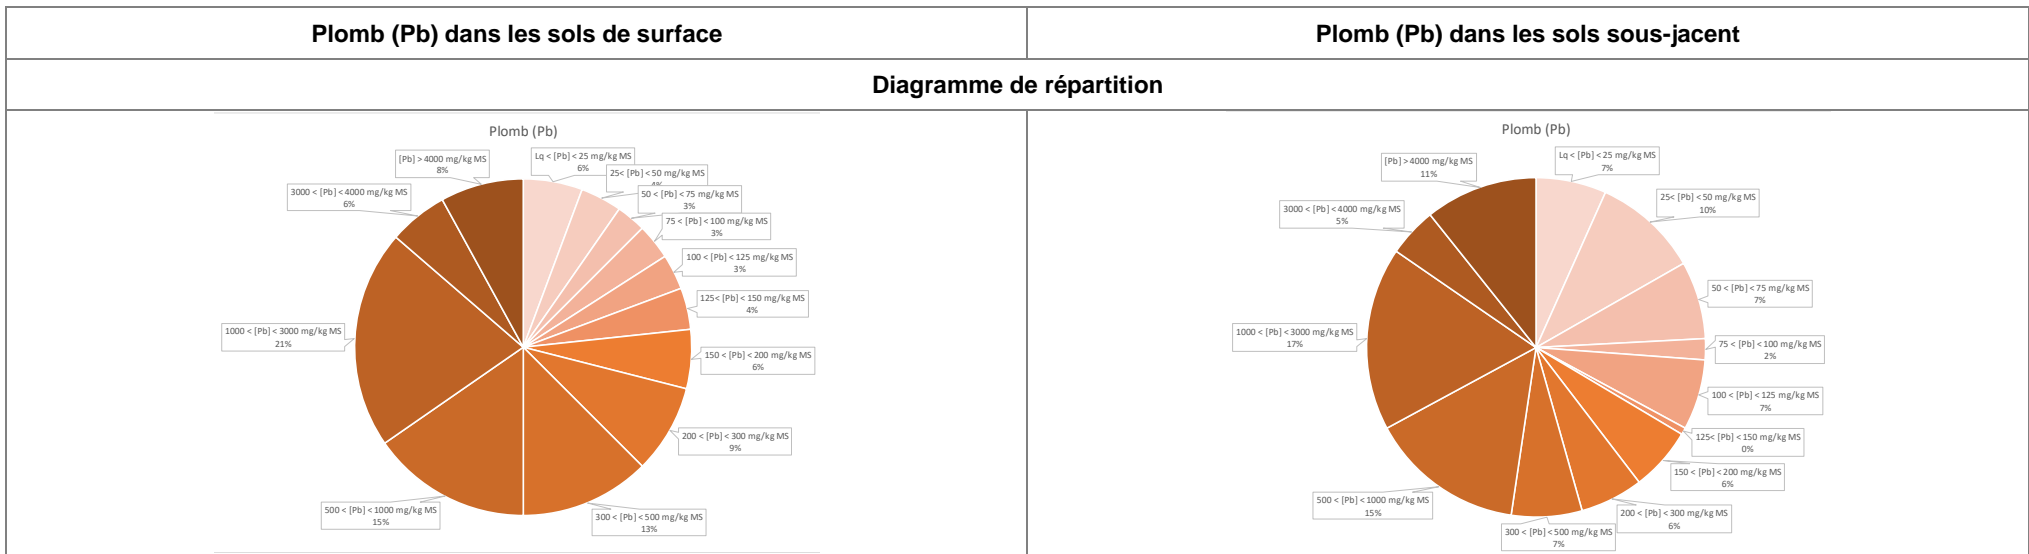 Plomb (Pb) dans les sols de surface
Plomb (Pb) dans les sols sous-jacent
Diagramme de répartition
Plomb (Pb)
Lq < [Pb] < 25 mg/kg MS
6%
25< [Pb] < 50 mg/kg MS
4%
50 < [Pb] < 75 mg/kg MS
3%
75 < [Pb] < 100 mg/kg MS
3%
100 < [Pb] < 125 mg/kg MS
3%
125< [Pb] < 150 mg/kg MS
4%
150 < [Pb] < 200 mg/kg MS
6%
200 < [Pb] < 300 mg/kg MS
9%
300 < [Pb] < 500 mg/kg MS
13%
500 < [Pb] < 1000 mg/kg MS
15%
1000 < [Pb] < 3000 mg/kg MS
21%
3000 < [Pb] < 4000 mg/kg MS
6%
[Pb] > 4000 mg/kg MS
8%
Plomb (Pb)
Lq < [Pb] < 25 mg/kg MS
7%
25< [Pb] < 50 mg/kg MS
10%
50 < [Pb] < 75 mg/kg MS
7%
75 < [Pb] < 100 mg/kg MS
2%
100 < [Pb] < 125 mg/kg MS
7%
125< [Pb] < 150 mg/kg MS
0%
150 < [Pb] < 200 mg/kg MS
6%
200 < [Pb] < 300 mg/kg MS
6%
300 < [Pb] < 500 mg/kg MS
7%
500 < [Pb] < 1000 mg/kg MS
15%
1000 < [Pb] < 3000 mg/kg MS
17%
3000 < [Pb] < 4000 mg/kg MS
5%
[Pb] > 4000 mg/kg MS
11%